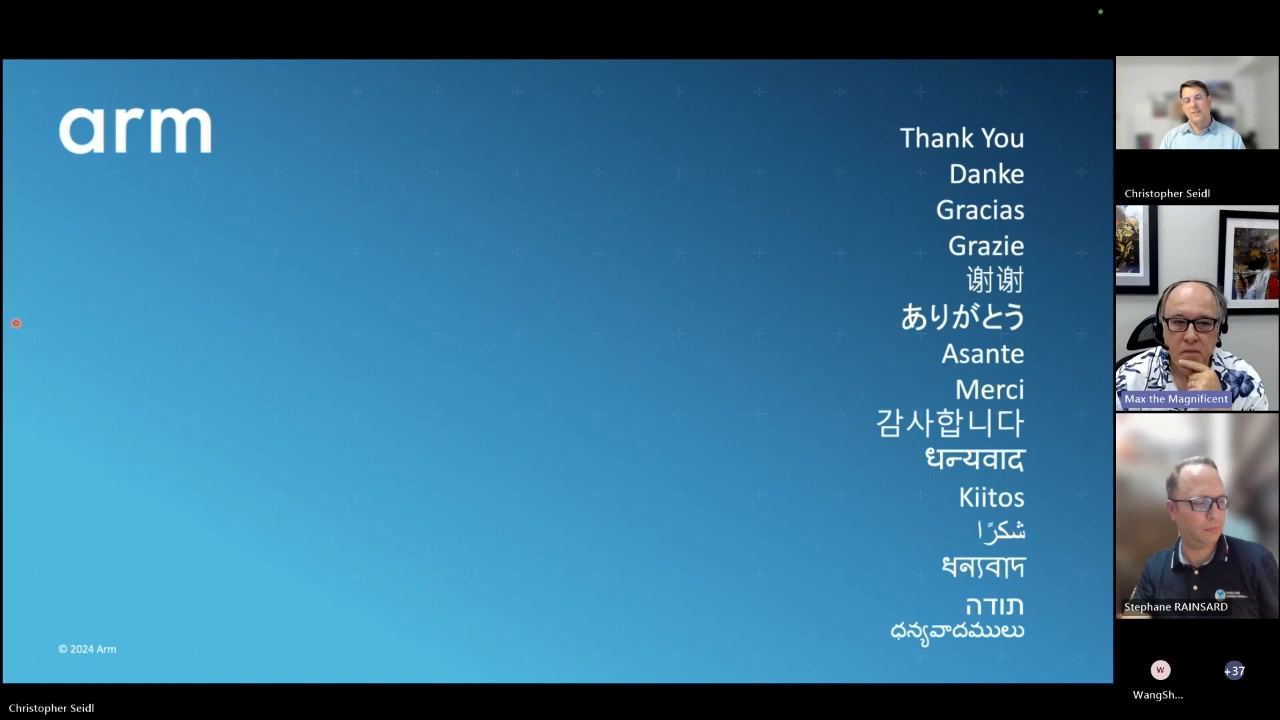 arm
Thank You
Danke
Gracias
Grazie
谢谢
ありがとう
Asante
Merci
감사합니다
धन्यवाद
Kiitos
شكرًا
ধন্যবাদ
תודה
ధన్యవాదములు
© 2024 Arm
Christopher Seidl
Christopher Seidl
Max the Magnificent
Stephane RAINSARD
W
+37
WangSh...